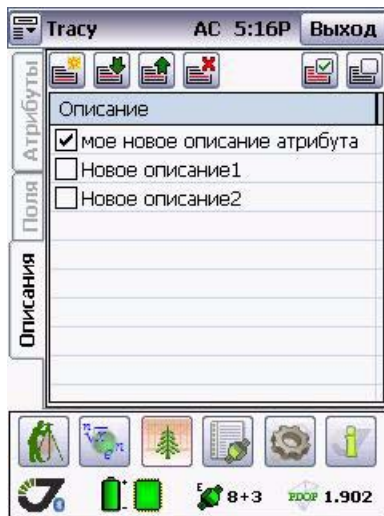 Tracy AC 5:16P Выход
Атрибуты
Поля
Описания
Описание
мое новое описание атрибута
Новое описание1
Новое описание2
0
E 8+3 PDOP 1.902